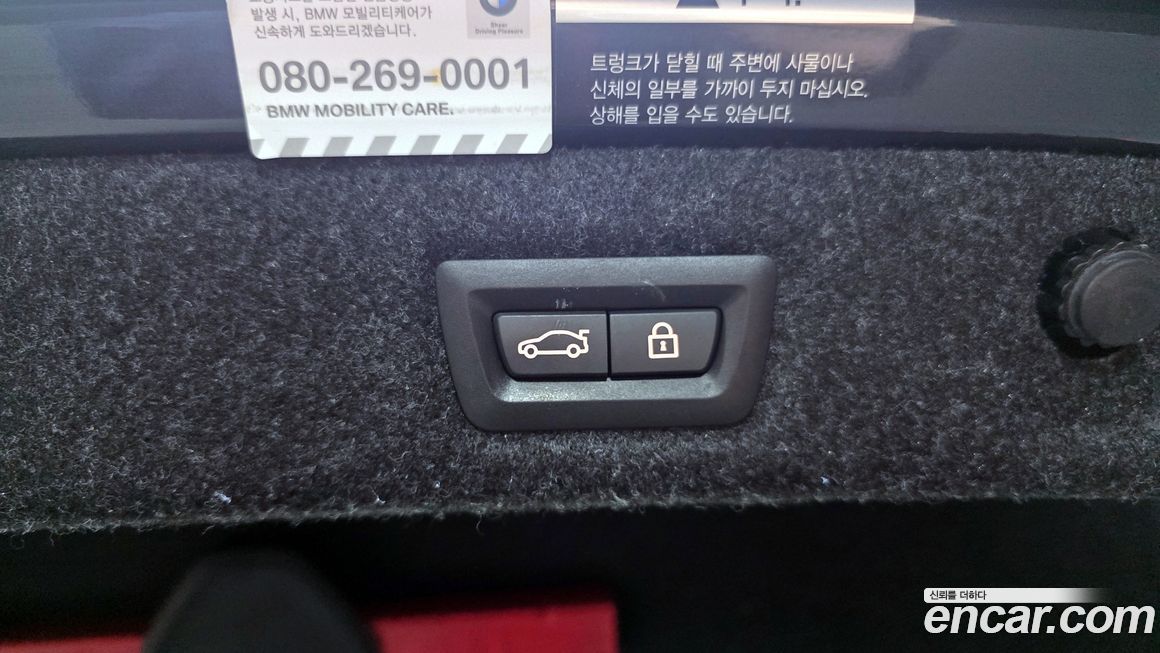 발생 시, BMW 모빌리티케어가
신속하게 도와드리겠습니다.
Sheer
Driving Pleasure
080-269-0001
BMW MOBILITY CARE.
트렁크가 닫힐 때 주변에 사물이나
신체의 일부를 가까이 두지 마십시오.
상해를 입을 수도 있습니다.
신뢰를 더하다
encar.com